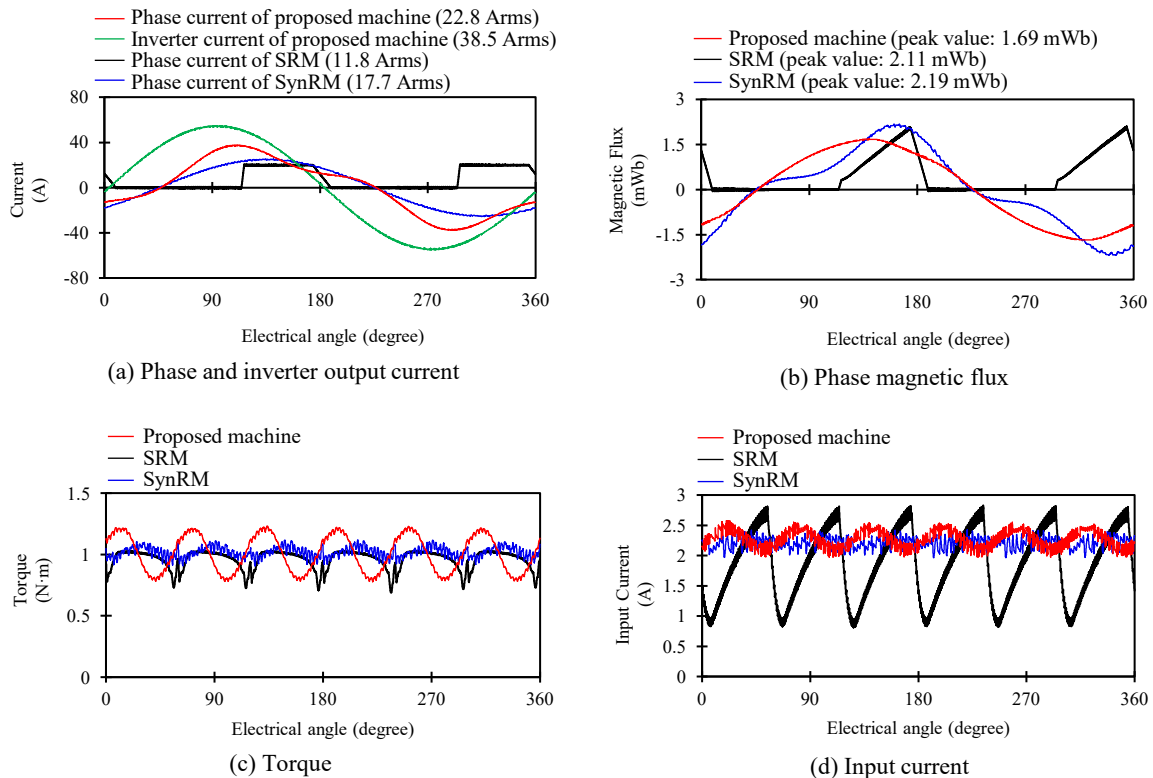 Phase current of proposed machine (22.8 Arms)
Inverter current of proposed machine (38.5 Arms)
Phase current of SRM (11.8 Arms)
Phase current of SynRM (17.7 Arms)
80
40
0
-40
-80
Current
(A)
0
90
180
270
360
Electrical angle (degree)
(a) Phase and inverter output current
Proposed machine (peak value: 1.69 mWb)
SRM (peak value: 2.11 mWb)
SynRM (peak value: 2.19 mWb)
3
1.5
0
-1.5
-3
Magnetic Flux
(mWb)
0
90
180
270
360
Electrical angle (degree)
(b) Phase magnetic flux
Proposed machine
SRM
SynRM
1.5
1
0.5
0
Torque
(N·m)
0
90
180
270
360
Electrical angle (degree)
(c) Torque
Proposed machine
SRM
SynRM
3
2.5
2
1.5
1
0.5
0
Input Current
(A)
0
90
180
270
360
Electrical angle (degree)
(d) Input current